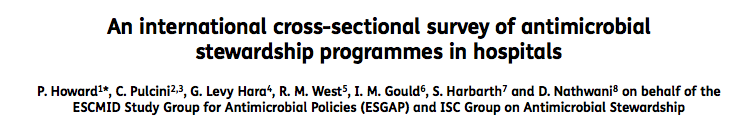 An international cross-sectional survey of antimicrobial
stewardship programmes in hospitals
P. Howard1*, C. Pulcini2,3, G. Levy Hara4, R. M. West5, I. M. Gould6, S. Harbarth7 and D. Nathwani8 on behalf of the
ESCMID Study Group for Antimicrobial Policies (ESGAP) and ISC Group on Antimicrobial Stewardship